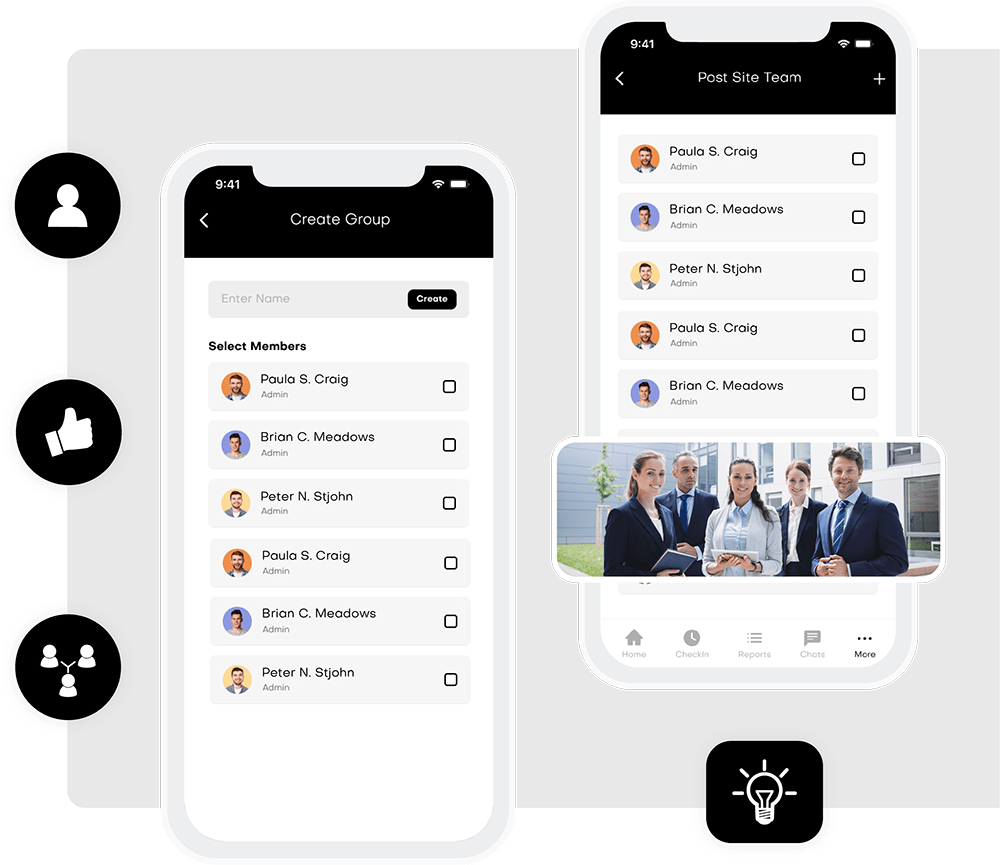 9:41
Create Group
Enter Name
Create
Select Members
Paula S. Craig
Admin
Brian C. Meadows
Admin
Peter N. Stjohn
Admin
Paula S. Craig
Admin
Brian C. Meadows
Admin
Peter N. Stjohn
Admin
9:41
Post Site Team
Paula S. Craig
Admin
Brian C. Meadows
Admin
Peter N. Stjohn
Admin
Paula S. Craig
Admin
Brian C. Meadows
Admin
Home CheckIn Reports Chats More